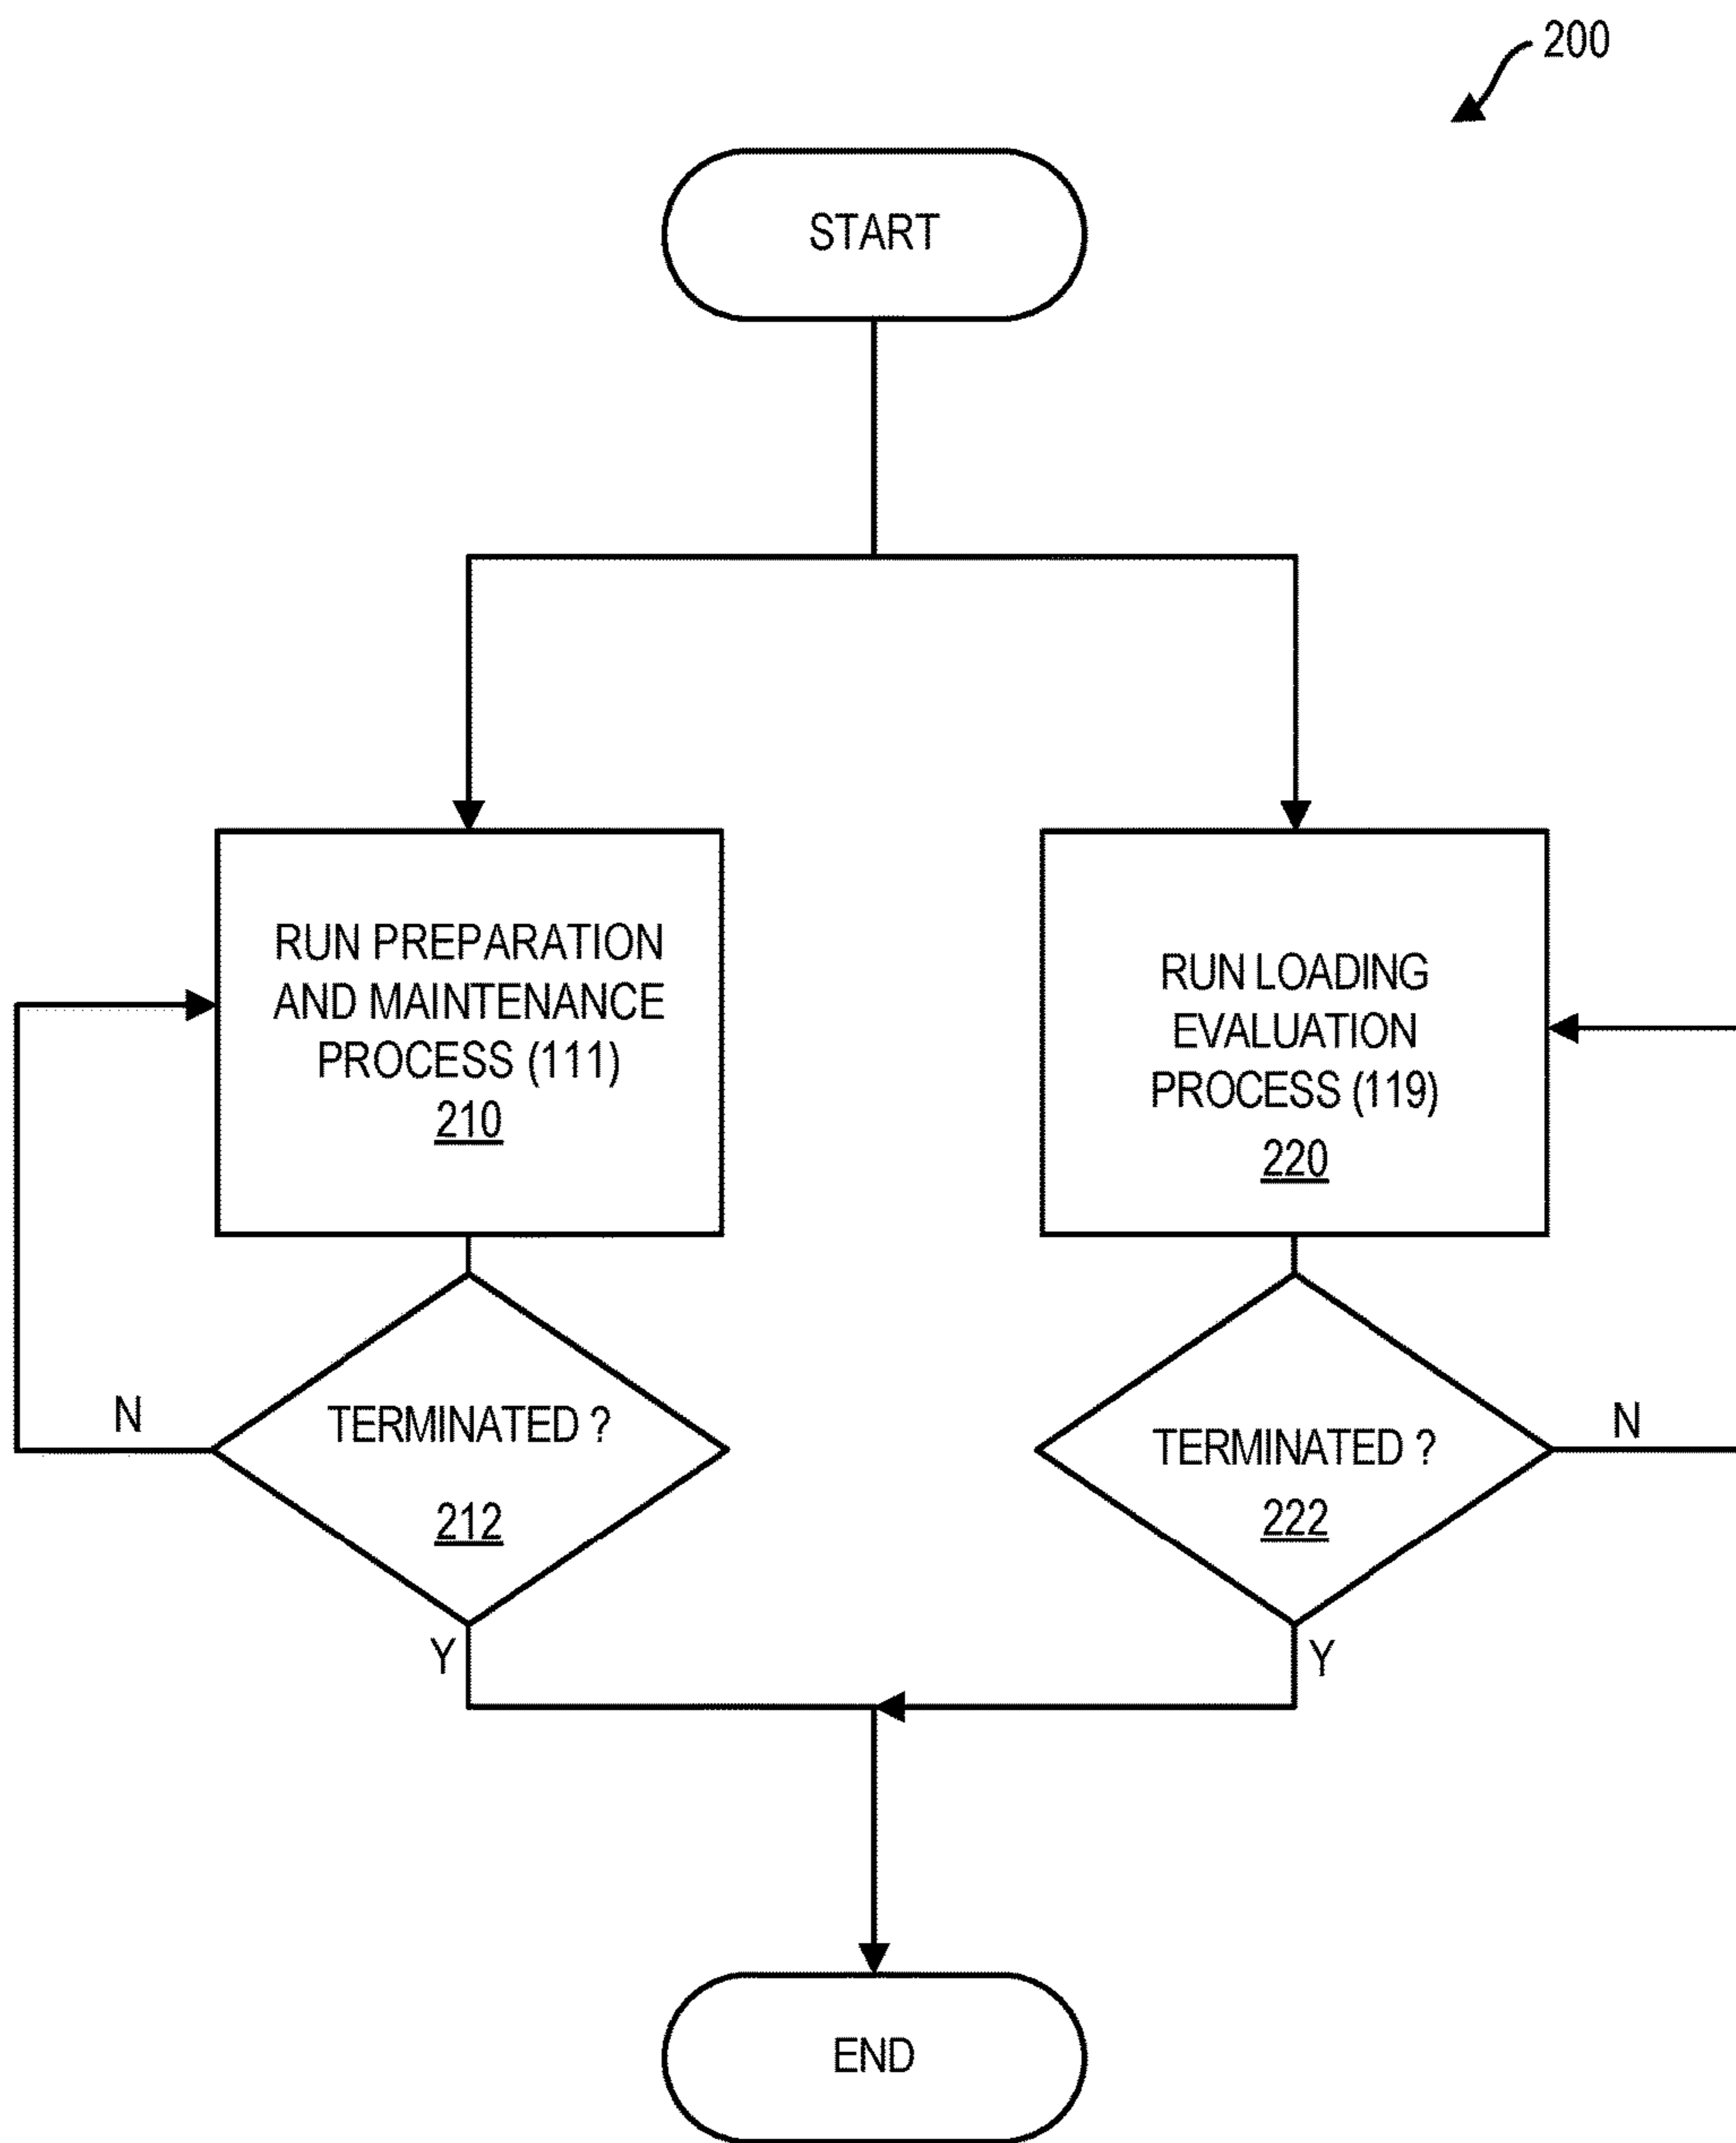 200
START
RUN PREPARATION
AND MAINTENANCE
PROCESS (111)
210
RUN LOADING
EVALUATION
PROCESS (119)
220
N
TERMINATED ?
212
Y
TERMINATED ?
222
N
Y
END